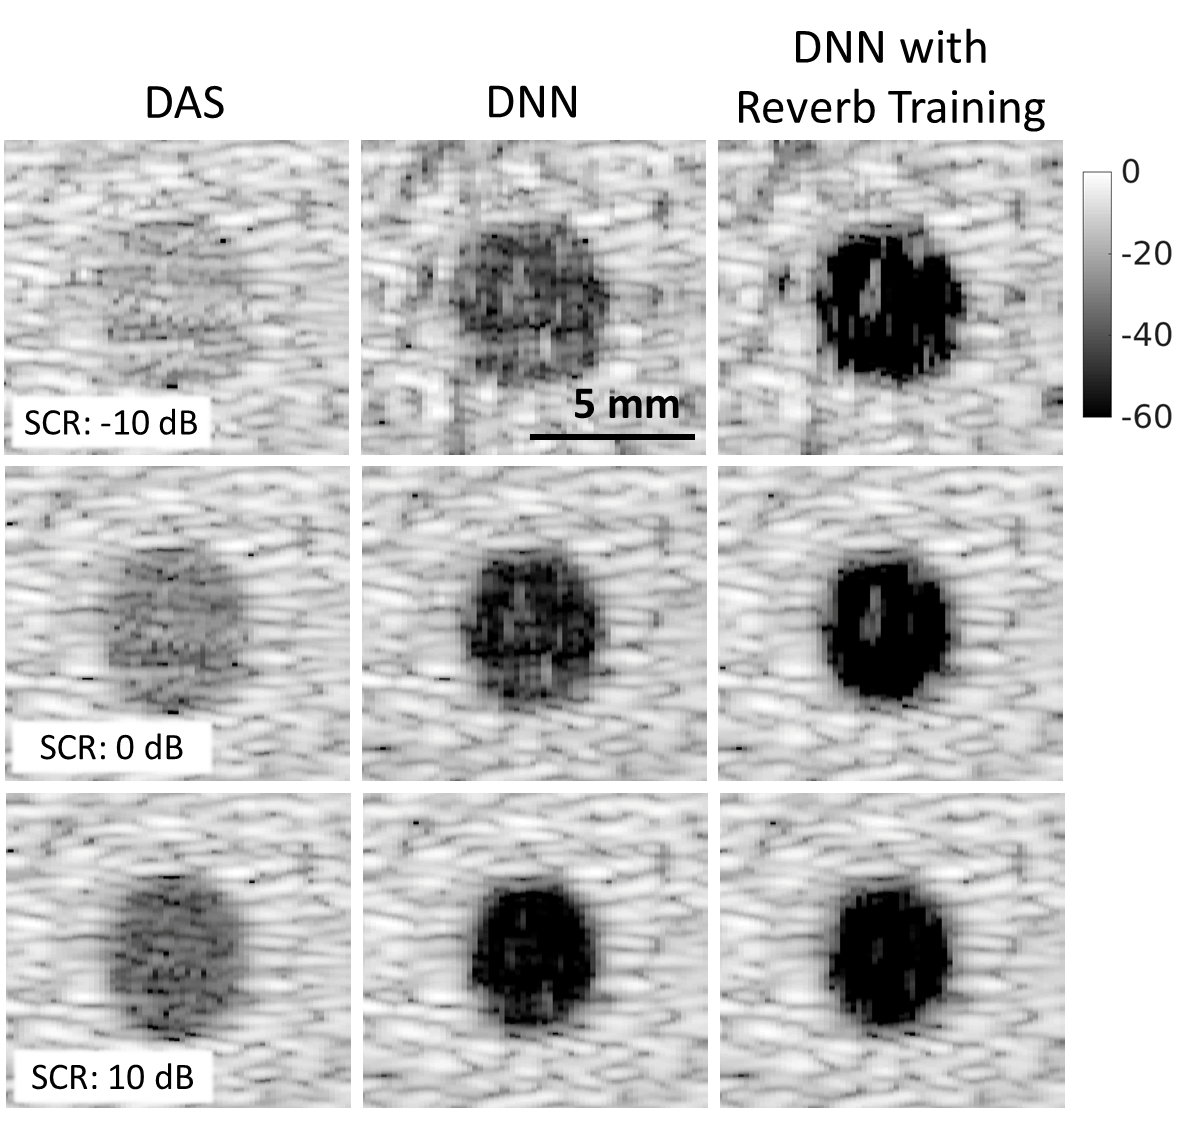 DAS
DNN
DNN with
Reverb Training
0
-20
-40
-60
5 mm
SCR: -10 dB
SCR: 0 dB
SCR: 10 dB